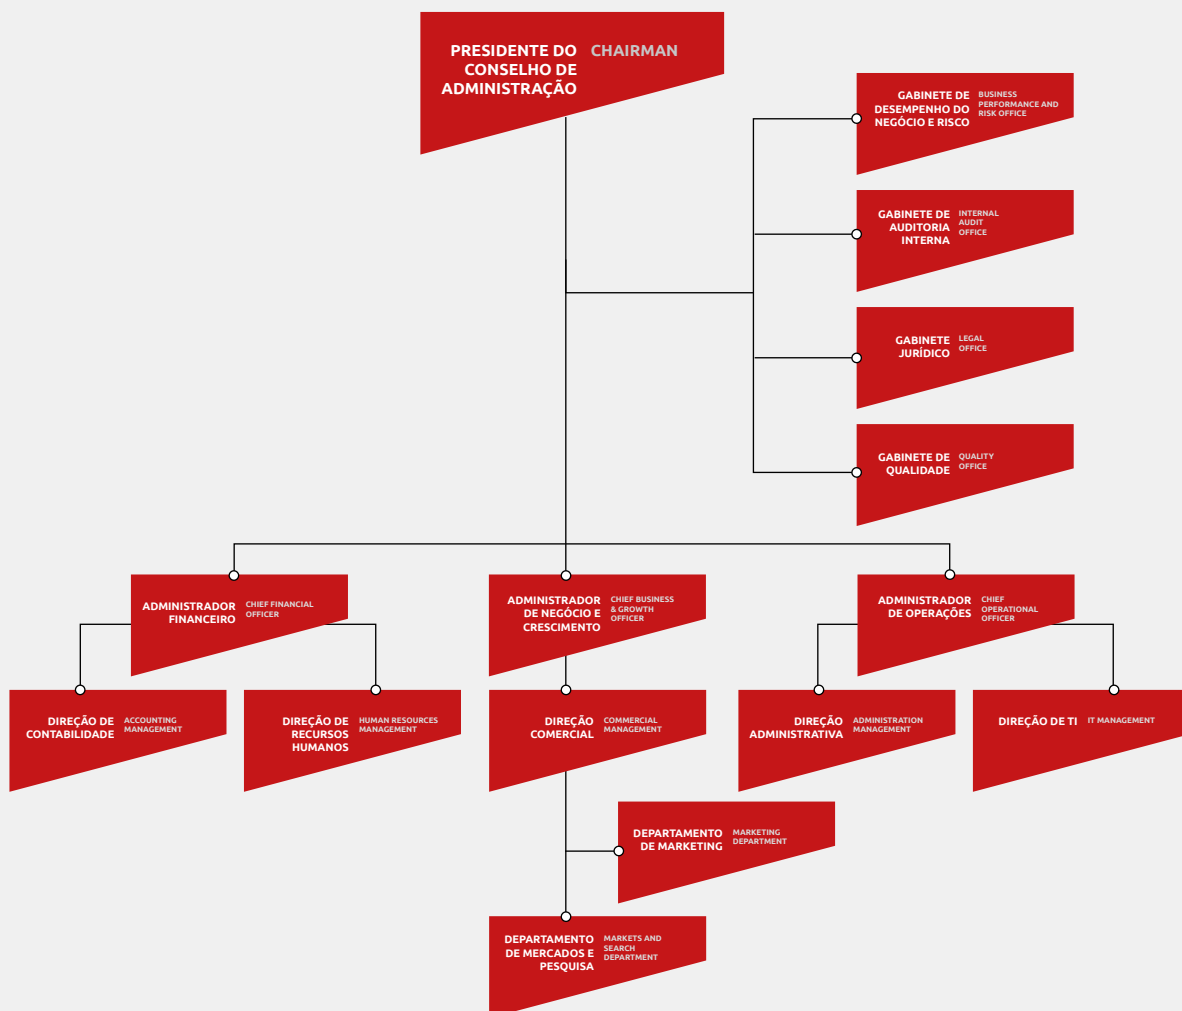 PRESIDENTE DO
CONSELHO DE
ADMINISTRAÇÃO
CHAIRMAN
GABINETE DE
DESEMPENHO DO
NEGÓCIO E RISCO
BUSINESS
PERFORMANCE AND
RISK OFFICE
GABINETE DE
AUDITORIA
INTERNA
INTERNAL
AUDIT
OFFICE
GABINETE
JURÍDICO
LEGAL
OFFICE
GABINETE DE
QUALIDADE
QUALITY
OFFICE
ADMINISTRADOR
FINANCEIRO
CHIEF FINANCIAL
OFFICER
ADMINISTRADOR
DE NEGÓCIO E
CRESCIMENTO
CHIEF BUSINESS
& GROWTH
OFFICER
ADMINISTRADOR
DE OPERAÇÕES
CHIEF
OPERATIONAL
OFFICER
DIREÇÃO DE
CONTABILIDADE
ACCOUNTING
MANAGEMENT
DIREÇÃO DE
RECURSOS
HUMANOS
HUMAN RESOURCES
MANAGEMENT
DIREÇÃO
COMERCIAL
COMMERCIAL
MANAGEMENT
DIREÇÃO
ADMINISTRATIVA
ADMINISTRATION
MANAGEMENT
DIREÇÃO DE TI
IT MANAGEMENT
DEPARTAMENTO
DE MARKETING
MARKETING
DEPARTMENT
DEPARTAMENTO
DE MERCADOS E
PESQUISA
MARKETS AND
SEARCH
DEPARTMENT